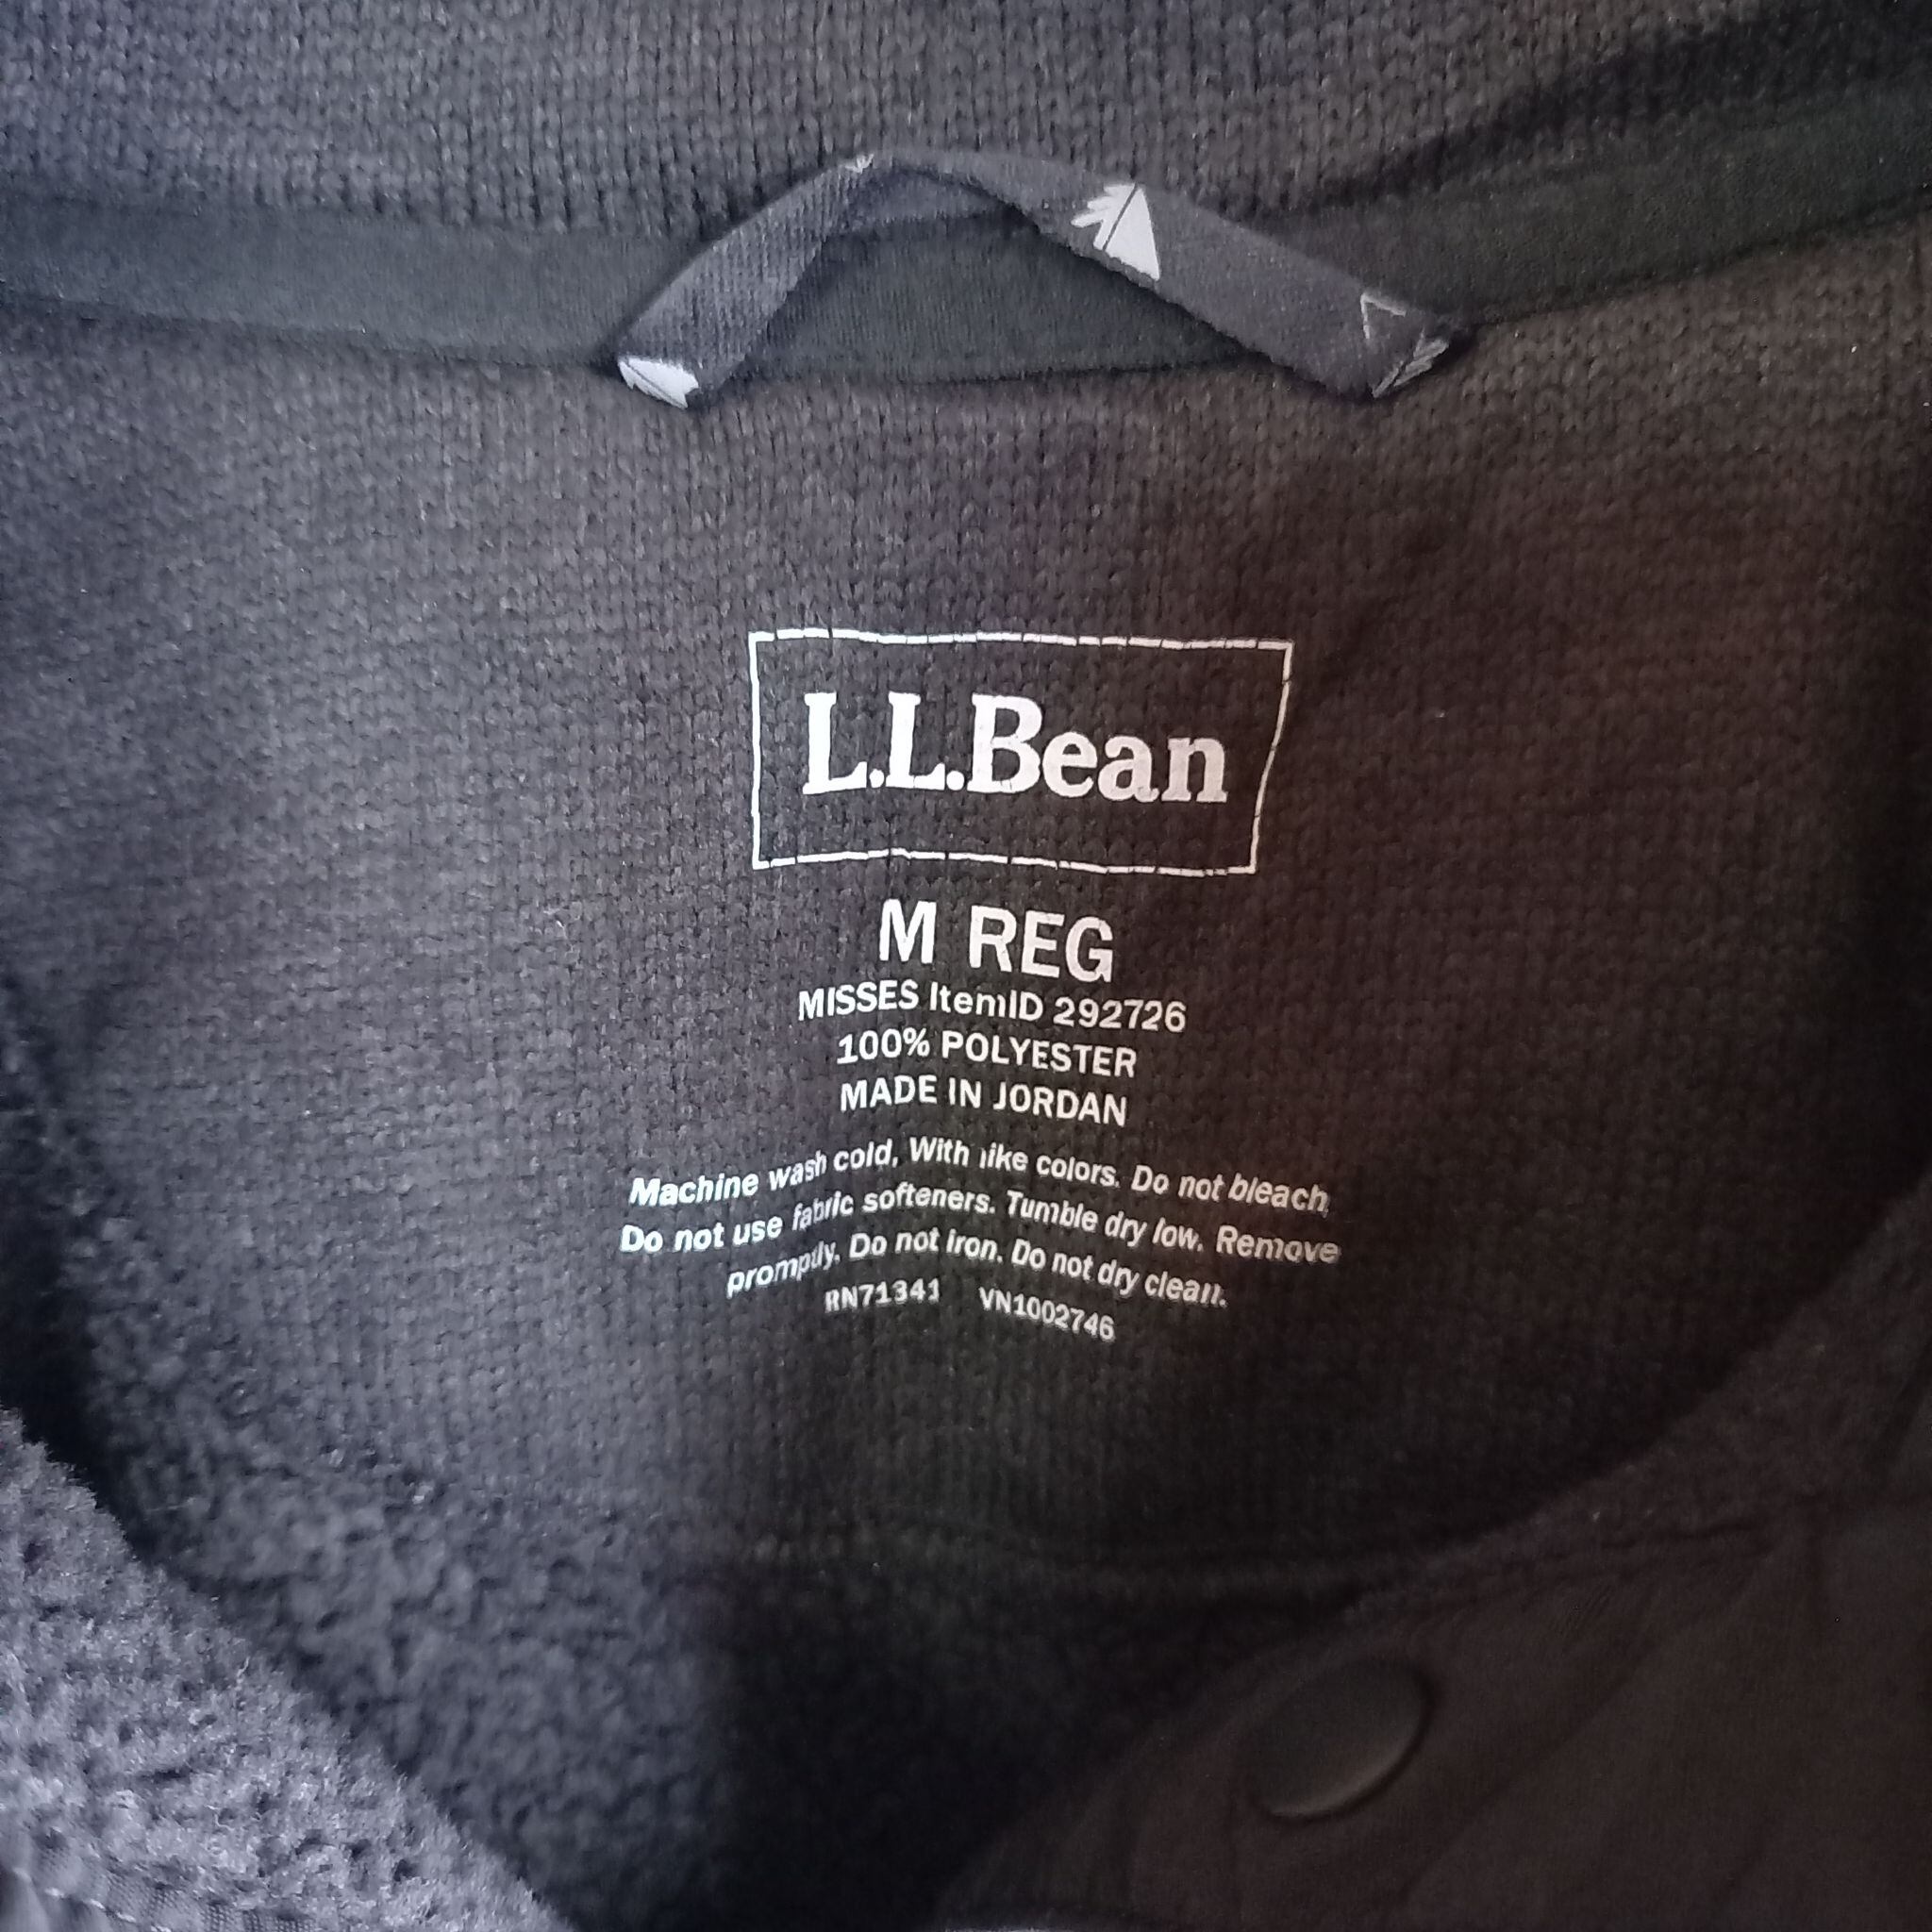 L.L.Bean
M REG
MISSES ItemID 292726
100% POLYESTER
MADE IN JORDAN
Machine wash cold, With like colors. Do not bleach,
Do not use fabric softeners. Tumble dry low. Remove
promptly. Do not iron. Do not dry clean.
RN71341 VN1002746